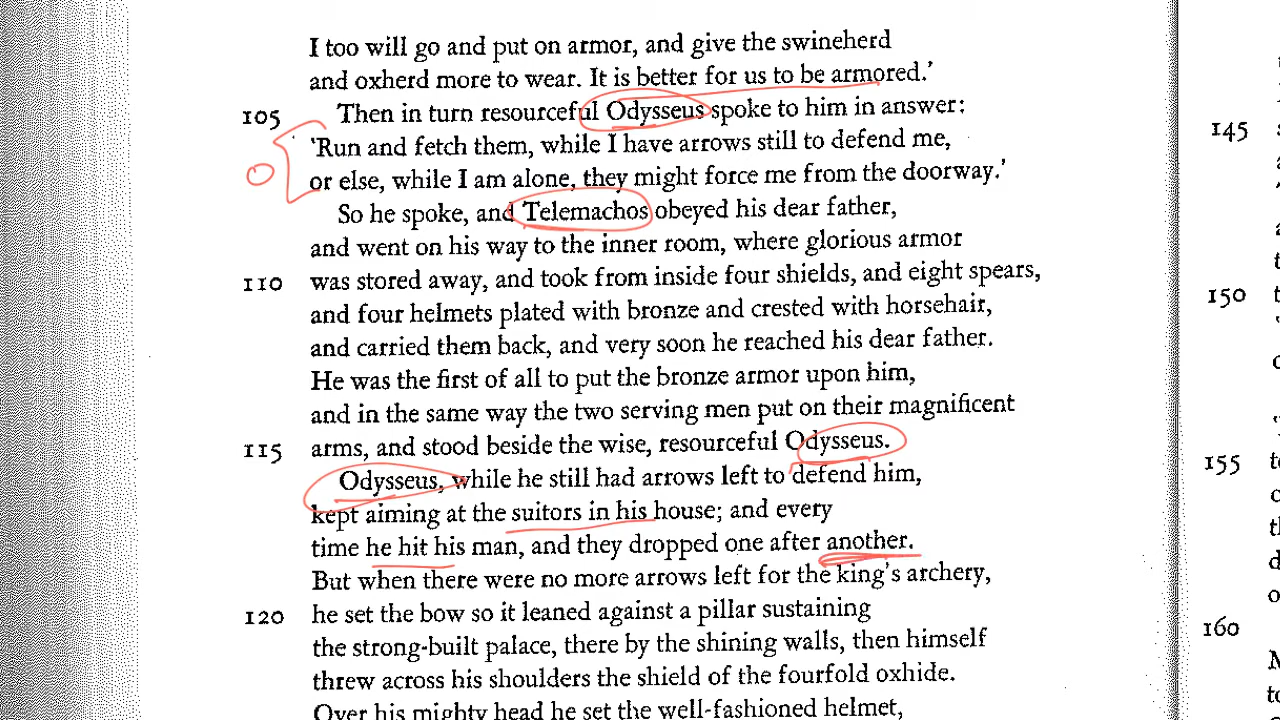 I too will go and put on armor, and give the swineherd
and oxherd more to wear. It is better for us to be armored.'
105 Then in turn resourceful Odysseus spoke to him in answer:
'Run and fetch them, while I have arrows still to defend me,
or else, while I am alone, they might force me from the doorway.'
So he spoke, and Telemachos obeyed his dear father,
and went on his way to the inner room, where glorious armor
110 was stored away, and took from inside four shields, and eight spears,
and four helmets plated with bronze and crested with horsehair,
and carried them back, and very soon he reached his dear father.
He was the first of all to put the bronze armor upon him,
and in the same way the two serving men put on their magnificent
115 arms, and stood beside the wise, resourceful Odysseus.
Odysseus, while he still had arrows left to defend him,
kept aiming at the suitors in his house; and every
time he hit his man, and they dropped one after another.
But when there were no more arrows left for the king's archery,
120 he set the bow so it leaned against a pillar sustaining
the strong-built palace, there by the shining walls, then himself
threw across his shoulders the shield of the fourfold oxhide.
Over his mighty head he set the well-fashioned helmet,
145
150
155
160